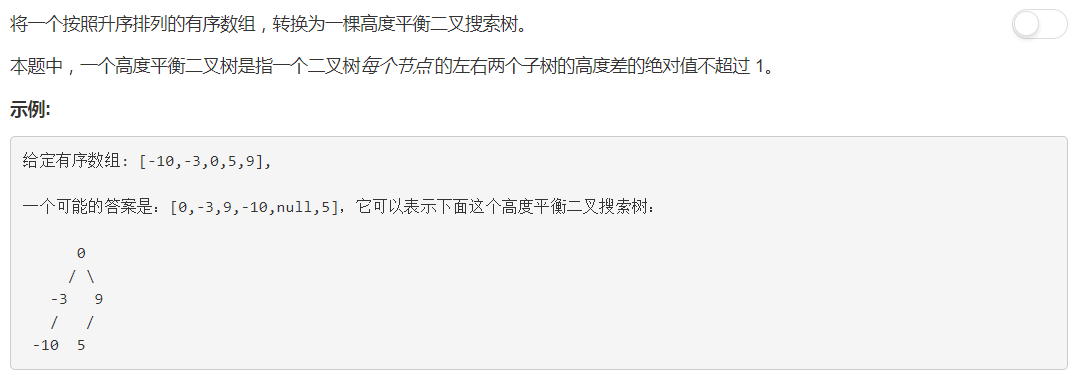 将一个按照升序排列的有序数组，转换为一棵高度平衡二叉搜索树。
本题中，一个高度平衡二叉树是指一个二叉树每个节点 的左右两个子树的高度差的绝对值不超过 1。
示例:
给定有序数组: [-10,-3,0,5,9],
一个可能的答案是：[0,-3,9,-10,null,5]，它可以表示下面这个高度平衡二叉搜索树：
      0
     / \
   -3   9
   /   /
 -10  5